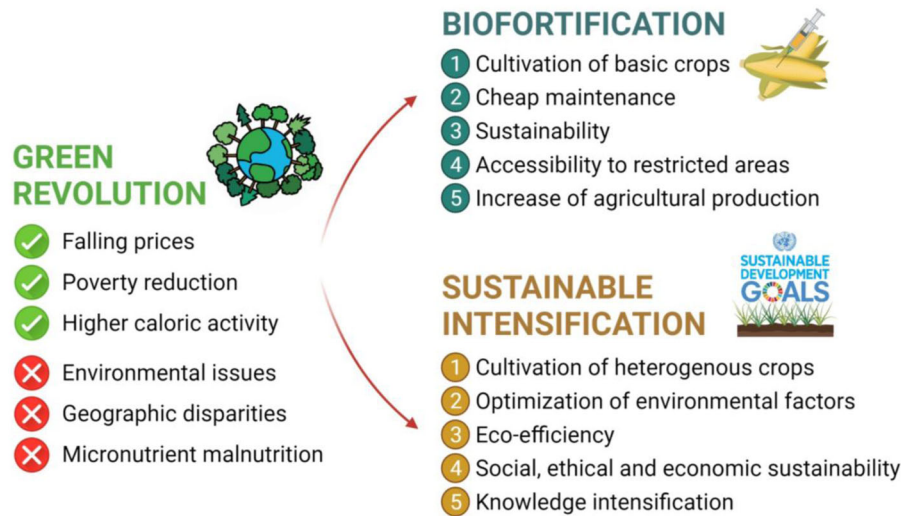 GREEN
REVOLUTION
Falling prices
Poverty reduction
Higher caloric activity
Environmental issues
Geographic disparities
Micronutrient malnutrition
BIOFORTIFICATION
1 Cultivation of basic crops
2 Cheap maintenance
3 Sustainability
4 Accessibility to restricted areas
5 Increase of agricultural production
SUSTAINABLE
DEVELOPMENT
GOALS
SUSTAINABLE
INTENSIFICATION
1 Cultivation of heterogenous crops
2 Optimization of environmental factors
3 Eco-efficiency
4 Social, ethical and economic sustainability
5 Knowledge intensification